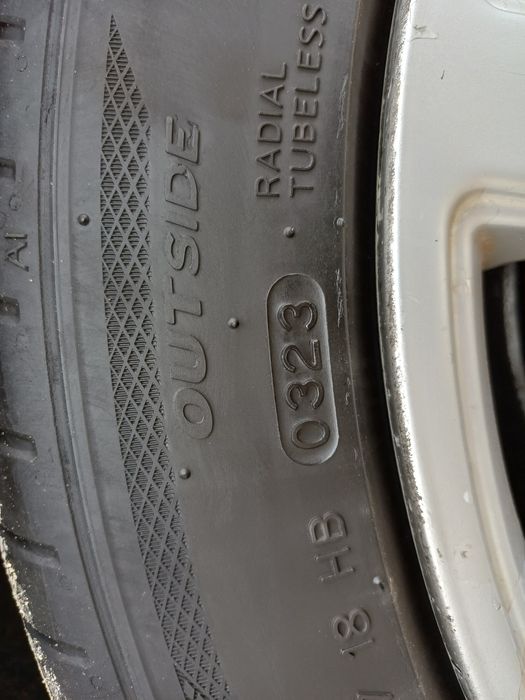 OUTSIDE
RADIAL
TUBELESS
0323
18 HB